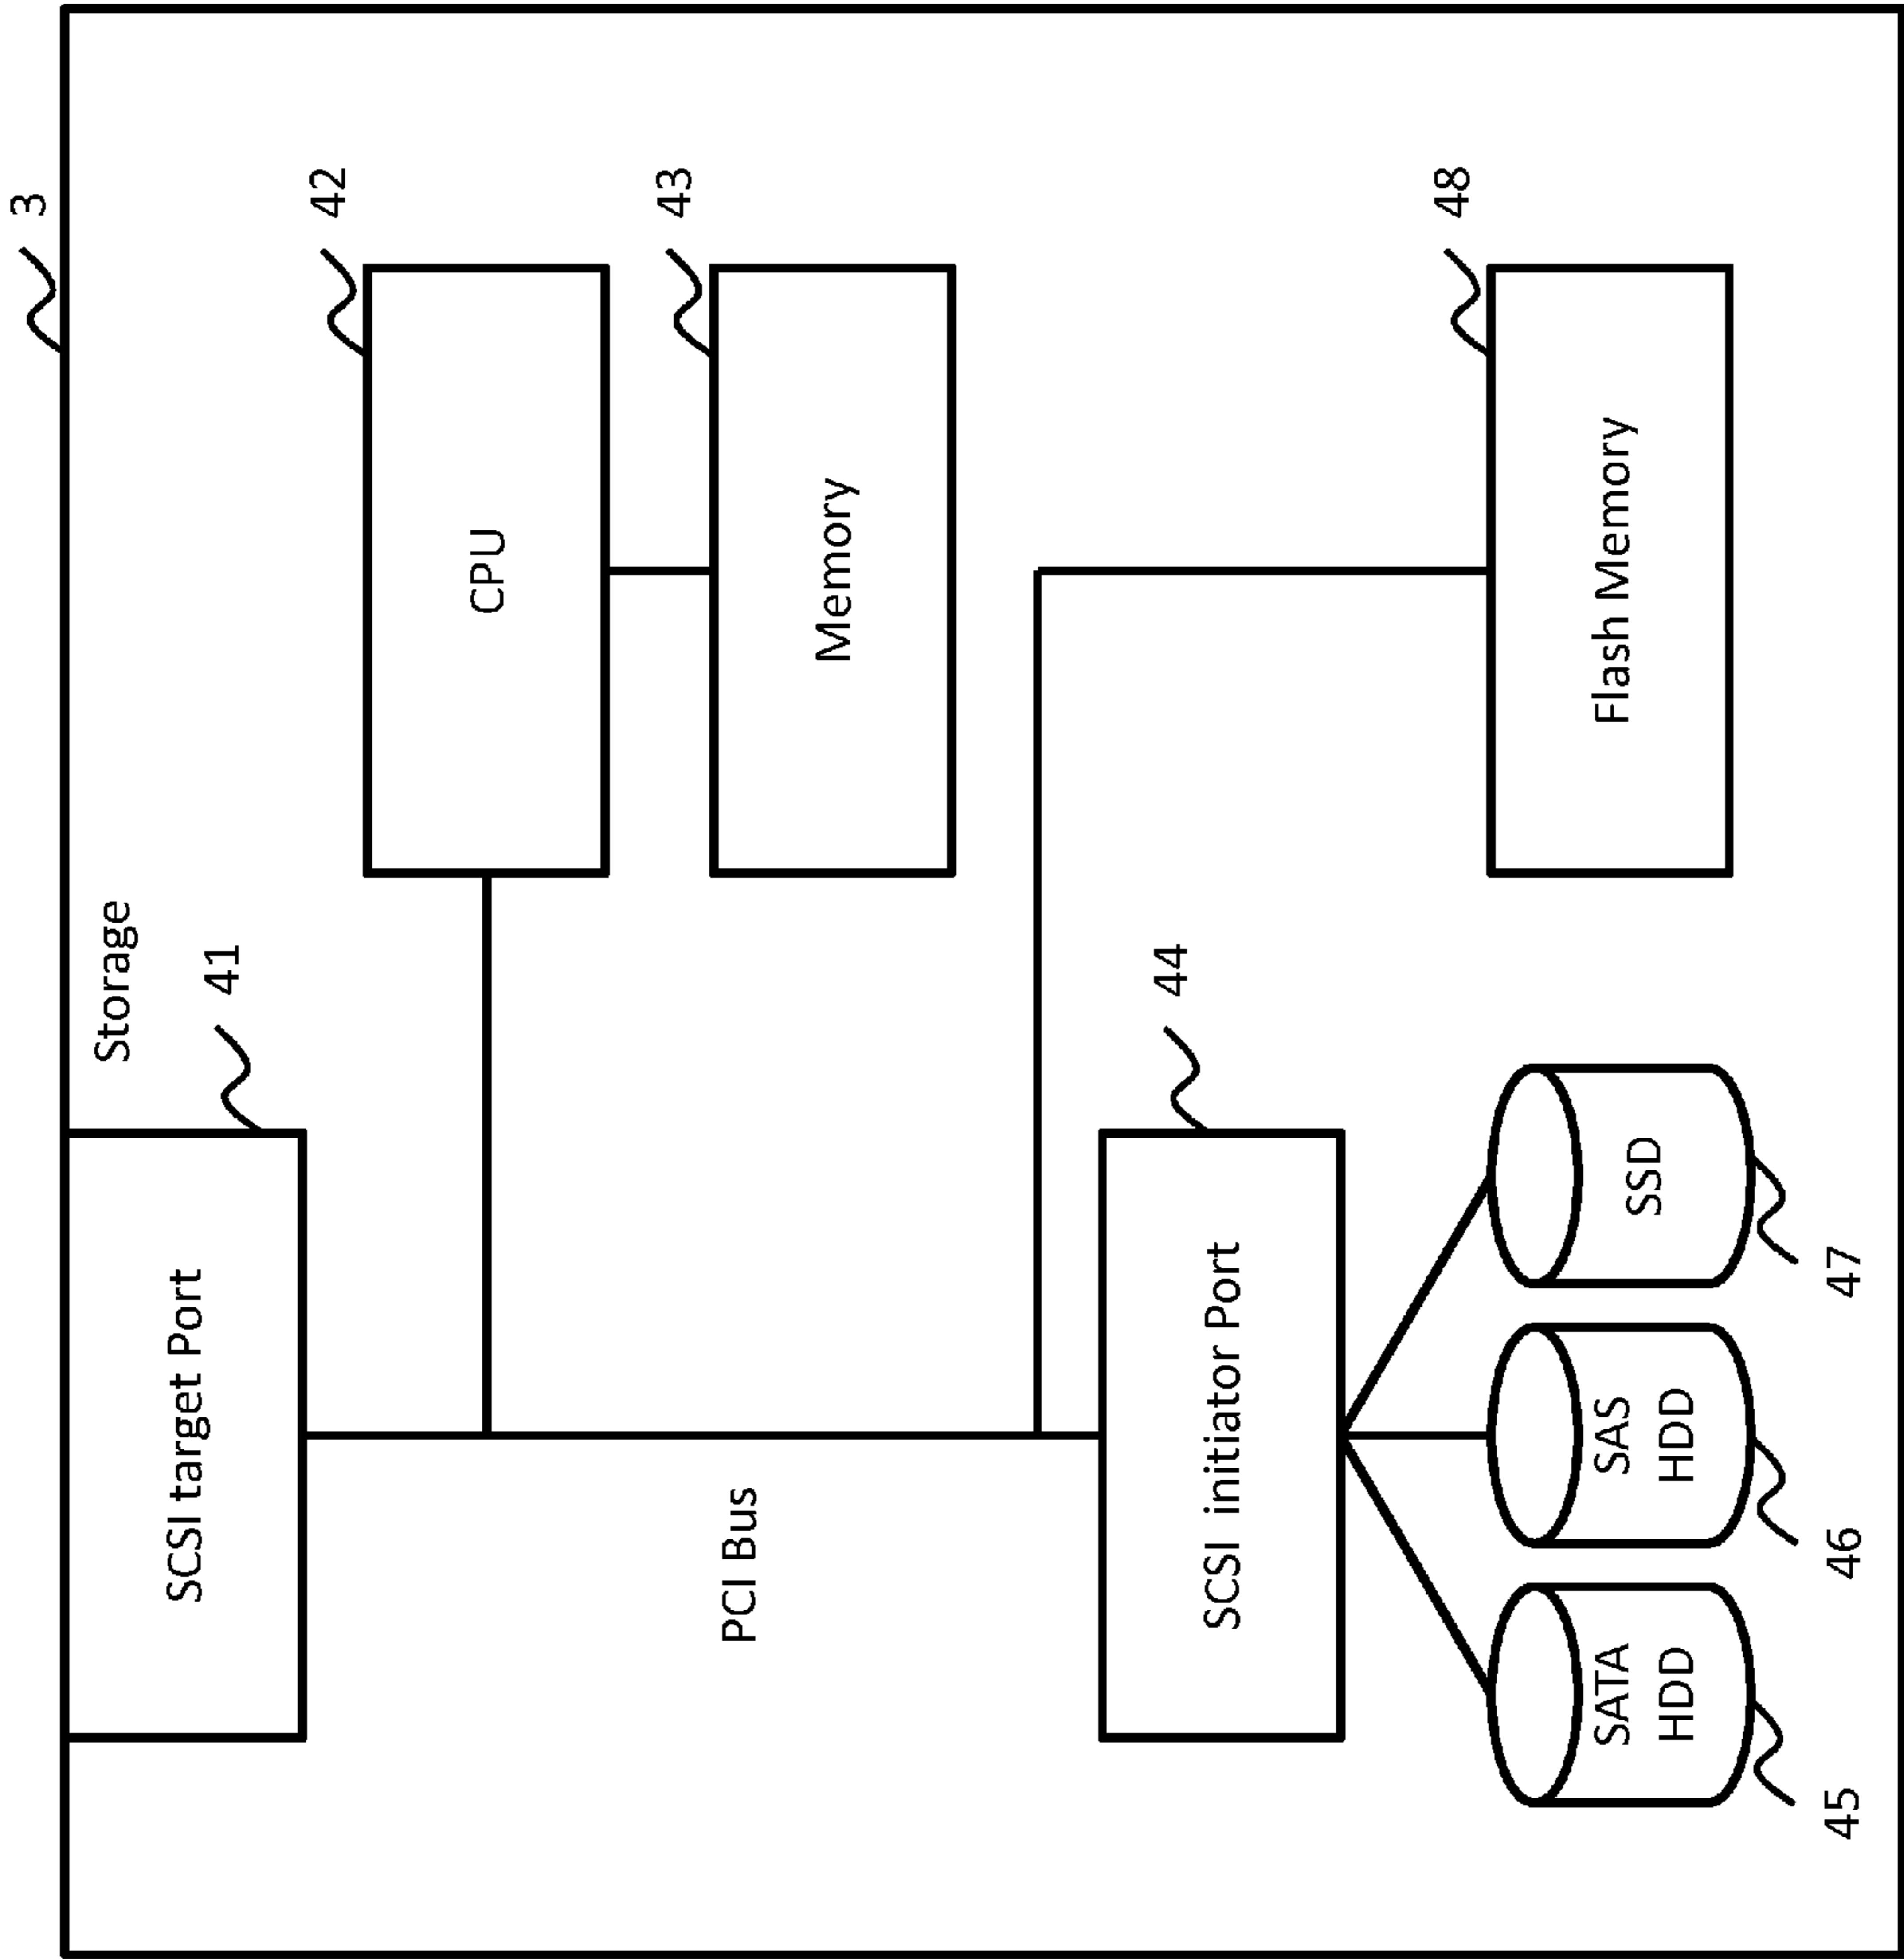 3
Storage
SCSI target Port
41
42
CPU
43
Memory
PCI Bus
44
SCSI initiator Port
48
Flash Memory
SATA
HDD
45
SAS
HDD
46
SSD
47